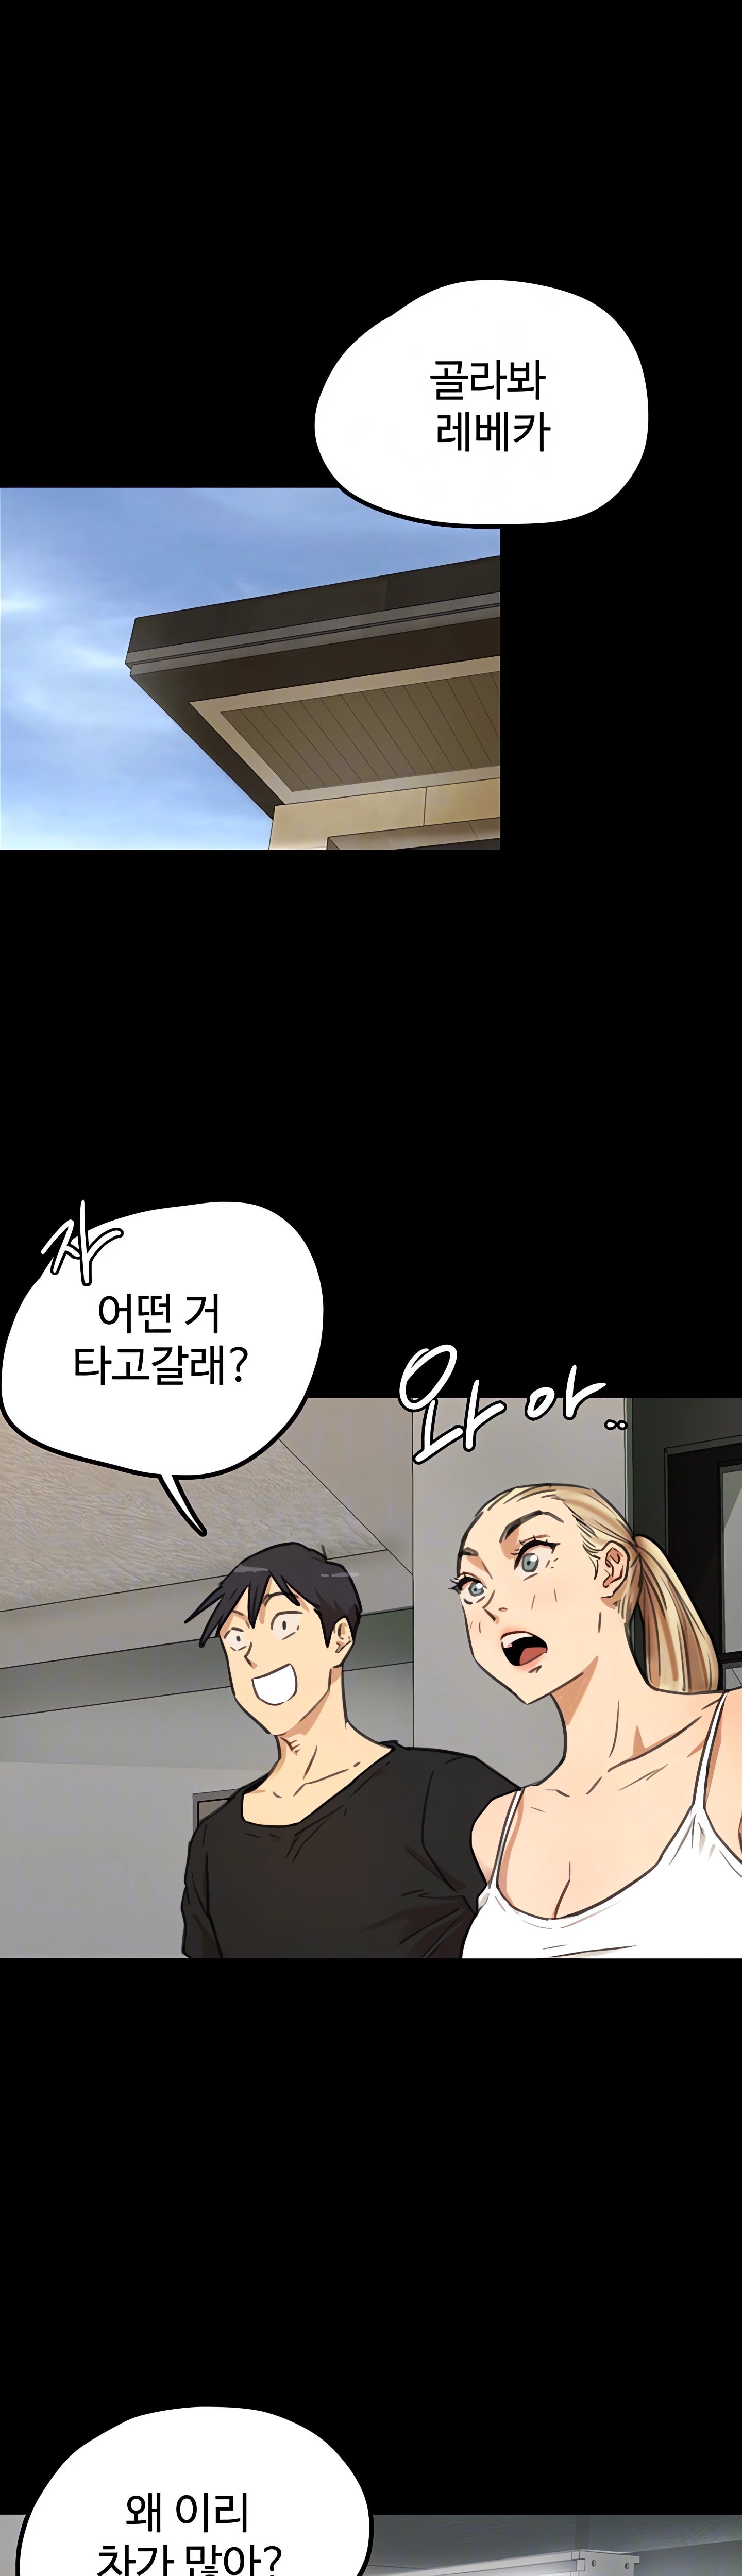 골라봐
레베카
자
어떤 거
타고갈래?
와 아..
왜 이리
차가 많아?